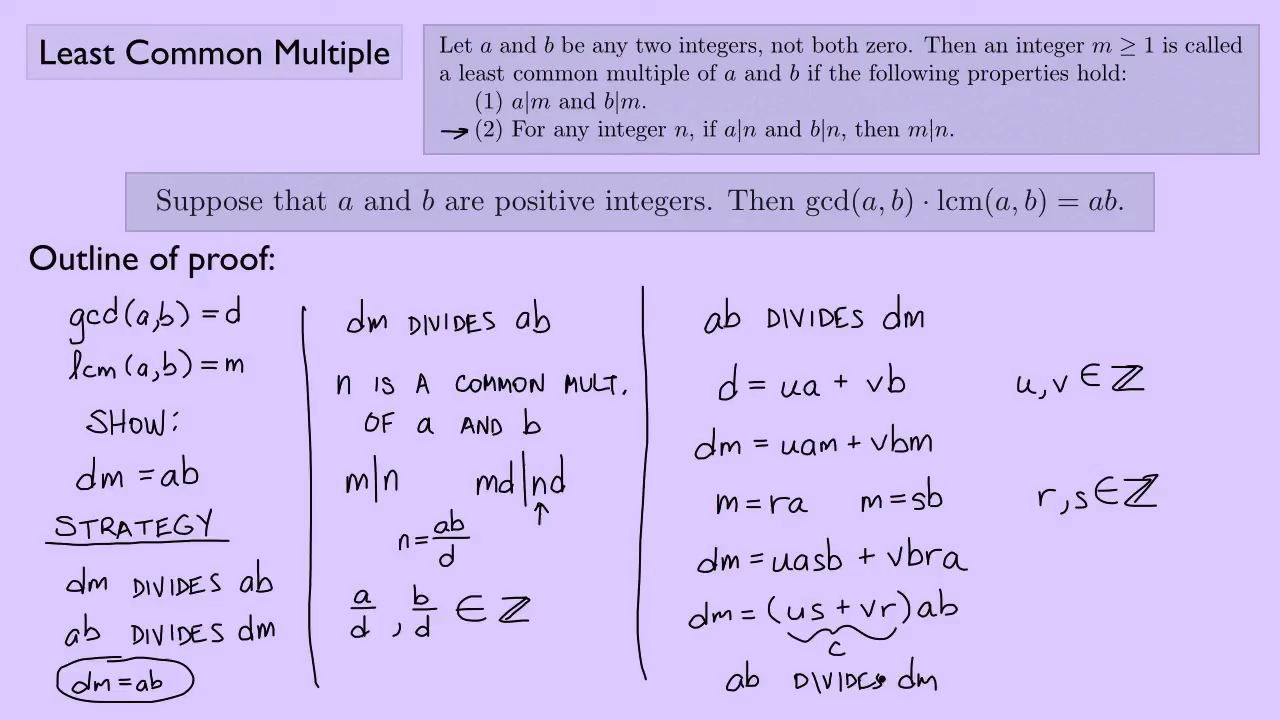 Least Common Multiple
Let a and b be any two integers, not both zero. Then an integer m ≥ 1 is called
a least common multiple of a and b if the following properties hold:
(1) a|m and b|m.
→ (2) For any integer n, if a|n and b|n, then m|n.
Suppose that a and b are positive integers. Then gcd(a, b) · lcm(a, b) = ab.
Outline of proof:
gcd(a,b) = d
lcm(a,b) = m
SHOW:
dm = ab
STRATEGY
dm DIVIDES ab
ab DIVIDES dm
dm = ab
dm DIVIDES ab
n IS A COMMON MULT.
OF a AND b
m|n md|nd
↑
n = ab/d
a/d , b/d ∈ ℤ
ab DIVIDES dm
d = ua + vb u,v ∈ ℤ
dm = uam + vbm
m = ra m = sb r,s ∈ ℤ
dm = uasb + vbra
dm = (us + vr)ab
c
ab DIVIDES dm